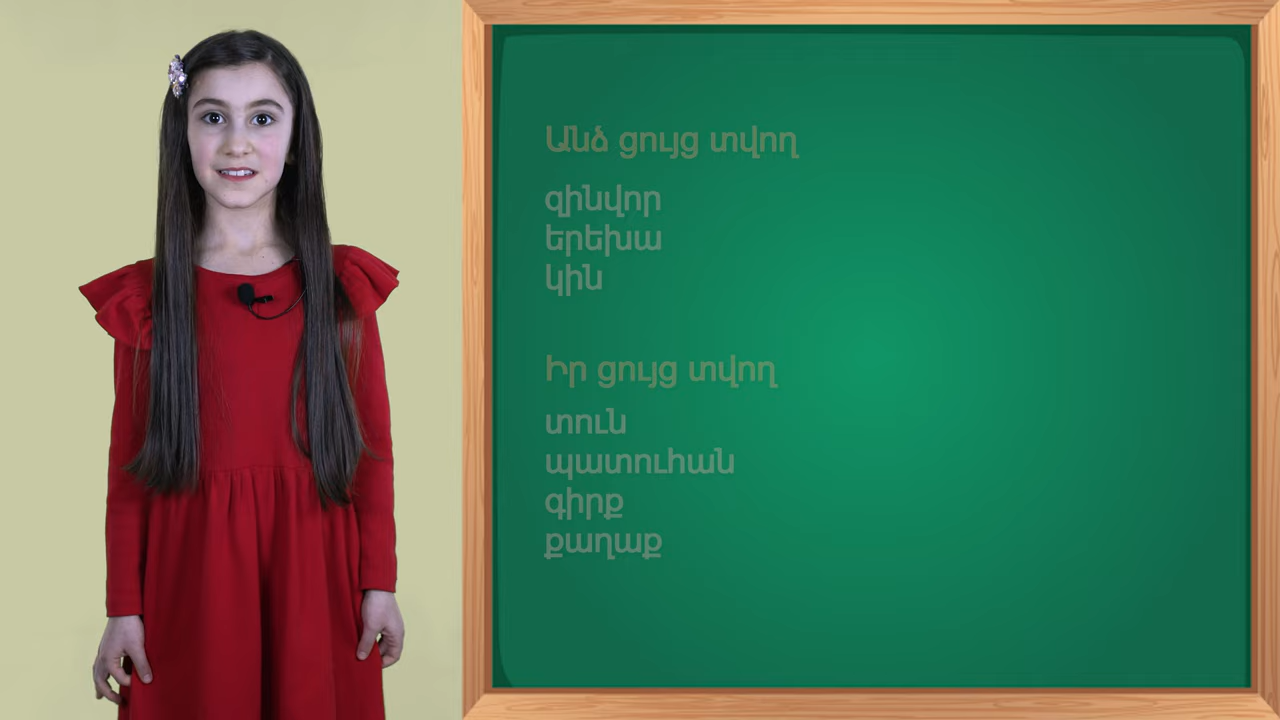 Անձ ցույց տվող
զինվոր
երեխա
կին
Իր ցույց տվող
տուն
պատուհան
գիրք
քաղաք